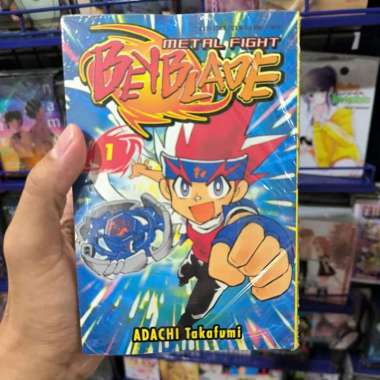 METAL FIGHT
BEYBLADE
1
ADACHI Takafumi